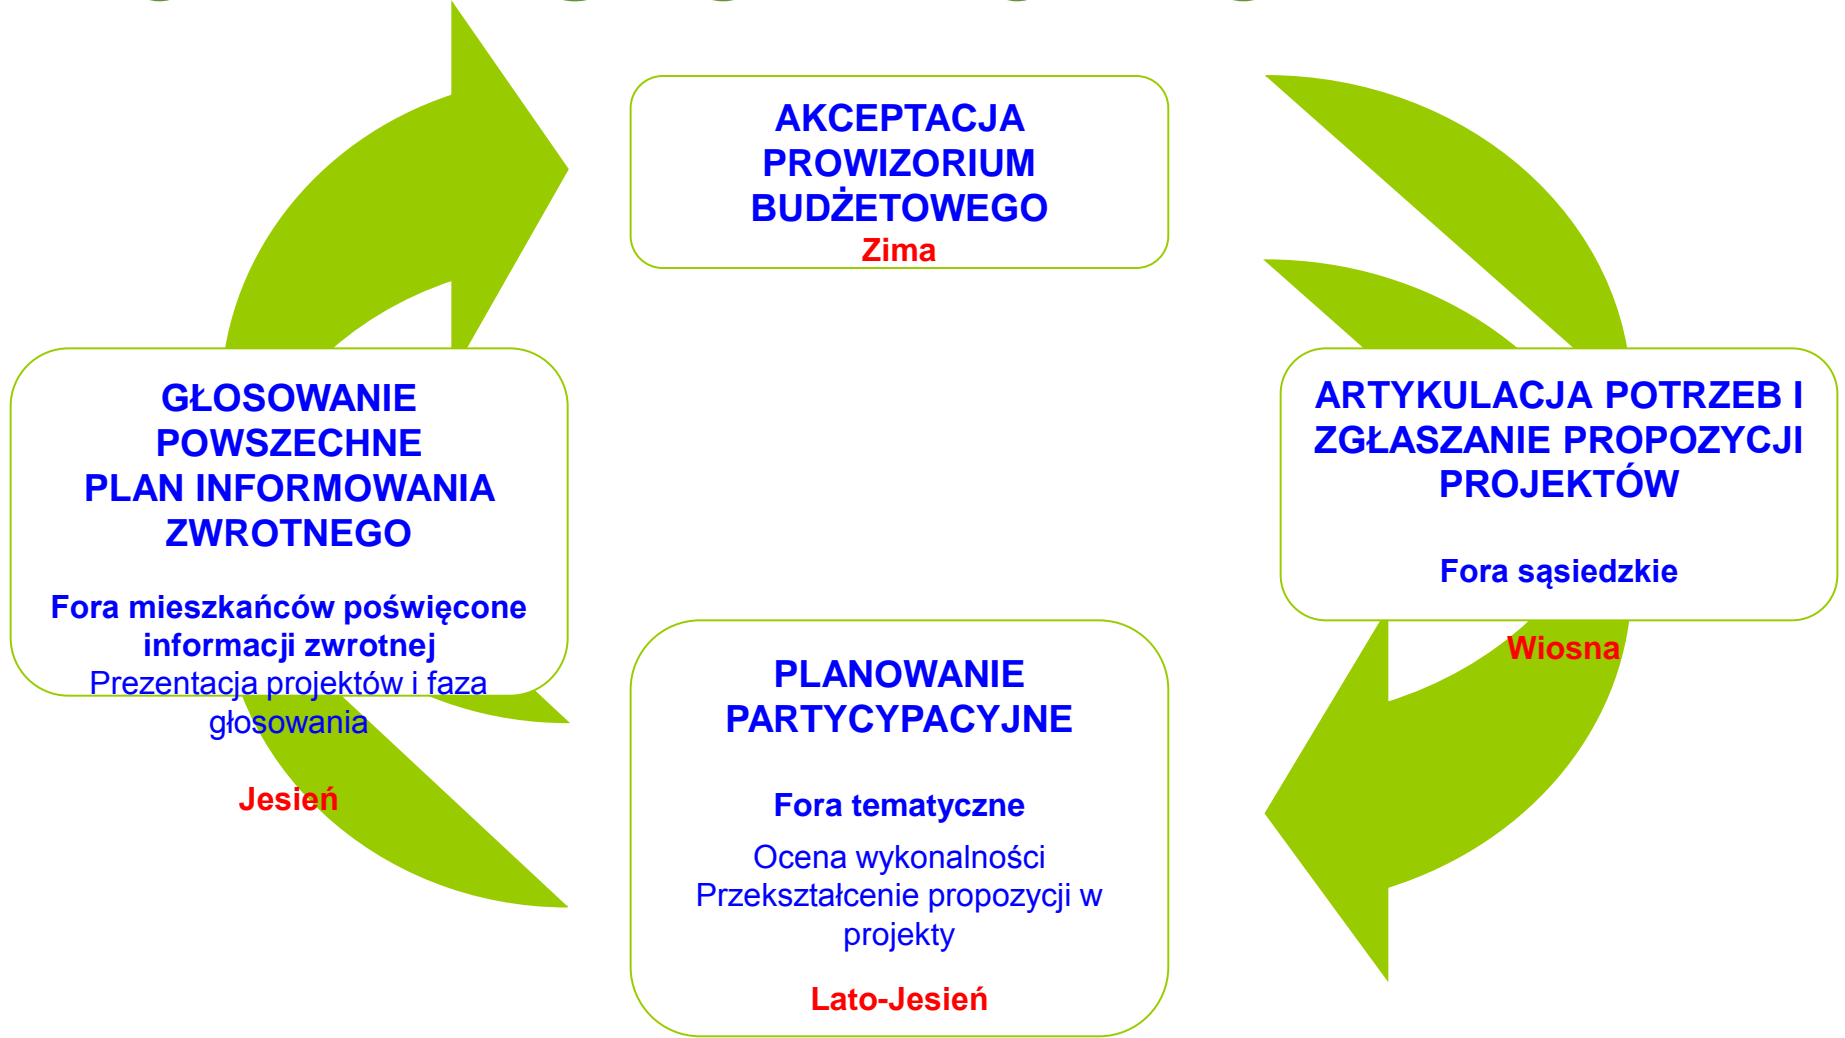 AKCEPTACJA
PROWIZORIUM
BUDŻETOWEGO
Zima
GŁOSOWANIE
POWSZECHNE
PLAN INFORMOWANIA
ZWROTNEGO
Fora mieszkańców poświęcone
informacji zwrotnej
Prezentacja projektów i faza
głosowania
Jesień
ARTYKULACJA POTRZEB I
ZGŁASZANIE PROPOZYCJI
PROJEKTÓW
Fora sąsiedzkie
Wiosna
PLANOWANIE
PARTYCYPACYJNE
Fora tematyczne
Ocena wykonalności
Przekształcenie propozycji w
projekty
Lato-Jesień